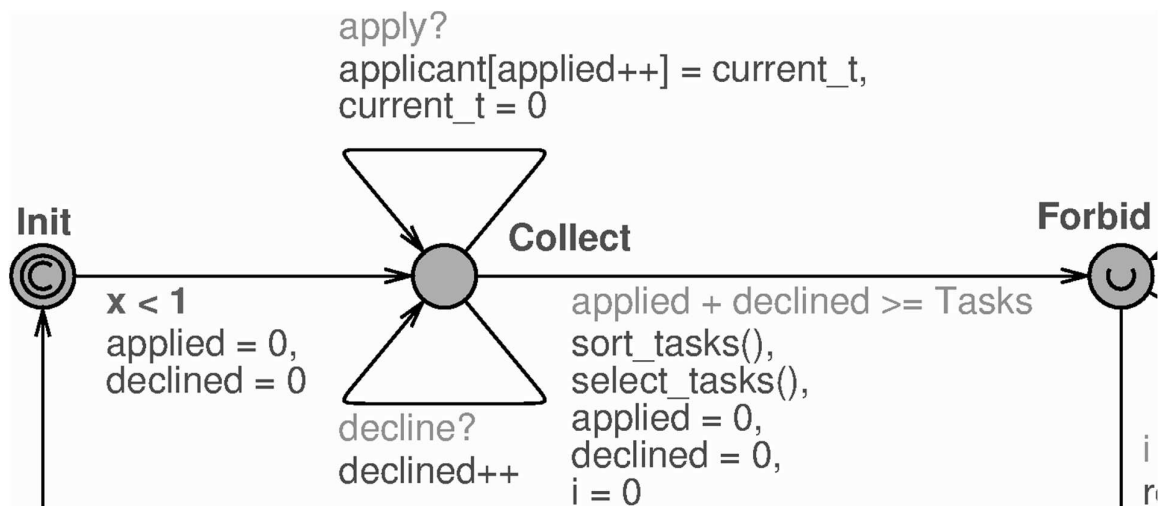 apply?
applicant[applied++] = current_t,
current_t = 0
Init
Collect
Forbid
x < 1
applied = 0,
declined = 0
applied + declined >= Tasks
sort_tasks(),
select_tasks(),
applied = 0,
declined = 0,
i = 0
decline?
declined++
i